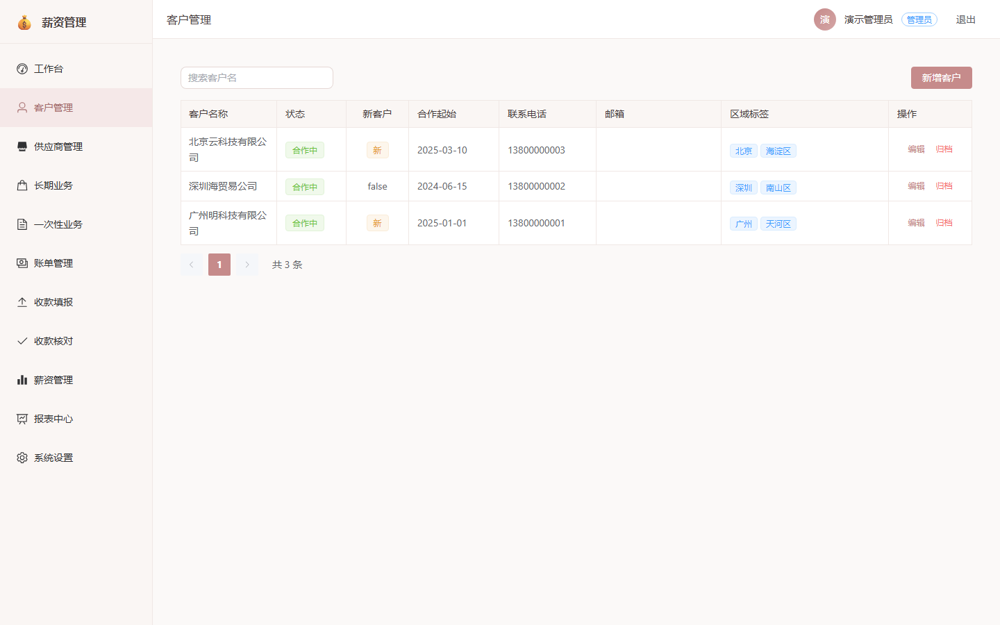 薪资管理
客户管理
演 演示管理员 管理员 退出
工作台
客户管理
供应商管理
长期业务
一次性业务
账单管理
收款填报
收款核对
薪资管理
报表中心
系统设置
搜索客户名 新增客户
客户名称 状态 新客户 合作起始 联系电话 邮箱 区域标签 操作
北京云科技有限公
司 合作中 新 2025-03-10 13800000003 北京 海淀区 编辑 归档
深圳海贸易公司 合作中 false 2024-06-15 13800000002 深圳 南山区 编辑 归档
广州明科技有限公
司 合作中 新 2025-01-01 13800000001 广州 天河区 编辑 归档
1 共 3 条